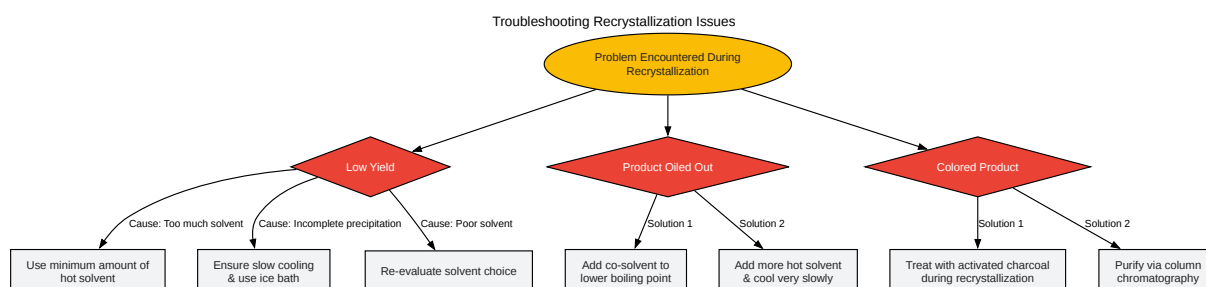 Troubleshooting Recrystallization Issues
Problem Encountered During
Recrystallization
Low Yield
Product Oiled Out
Colored Product
Cause: Too much solvent
Cause: Incomplete precipitation
Cause: Poor solvent
Solution 1
Solution 2
Solution 1
Solution 2
Use minimum amount of
hot solvent
Ensure slow cooling
& use ice bath
Re-evaluate solvent choice
Add co-solvent to
lower boiling point
Add more hot solvent
& cool very slowly
Treat with activated charcoal
during recrystallization
Purify via column
chromatography